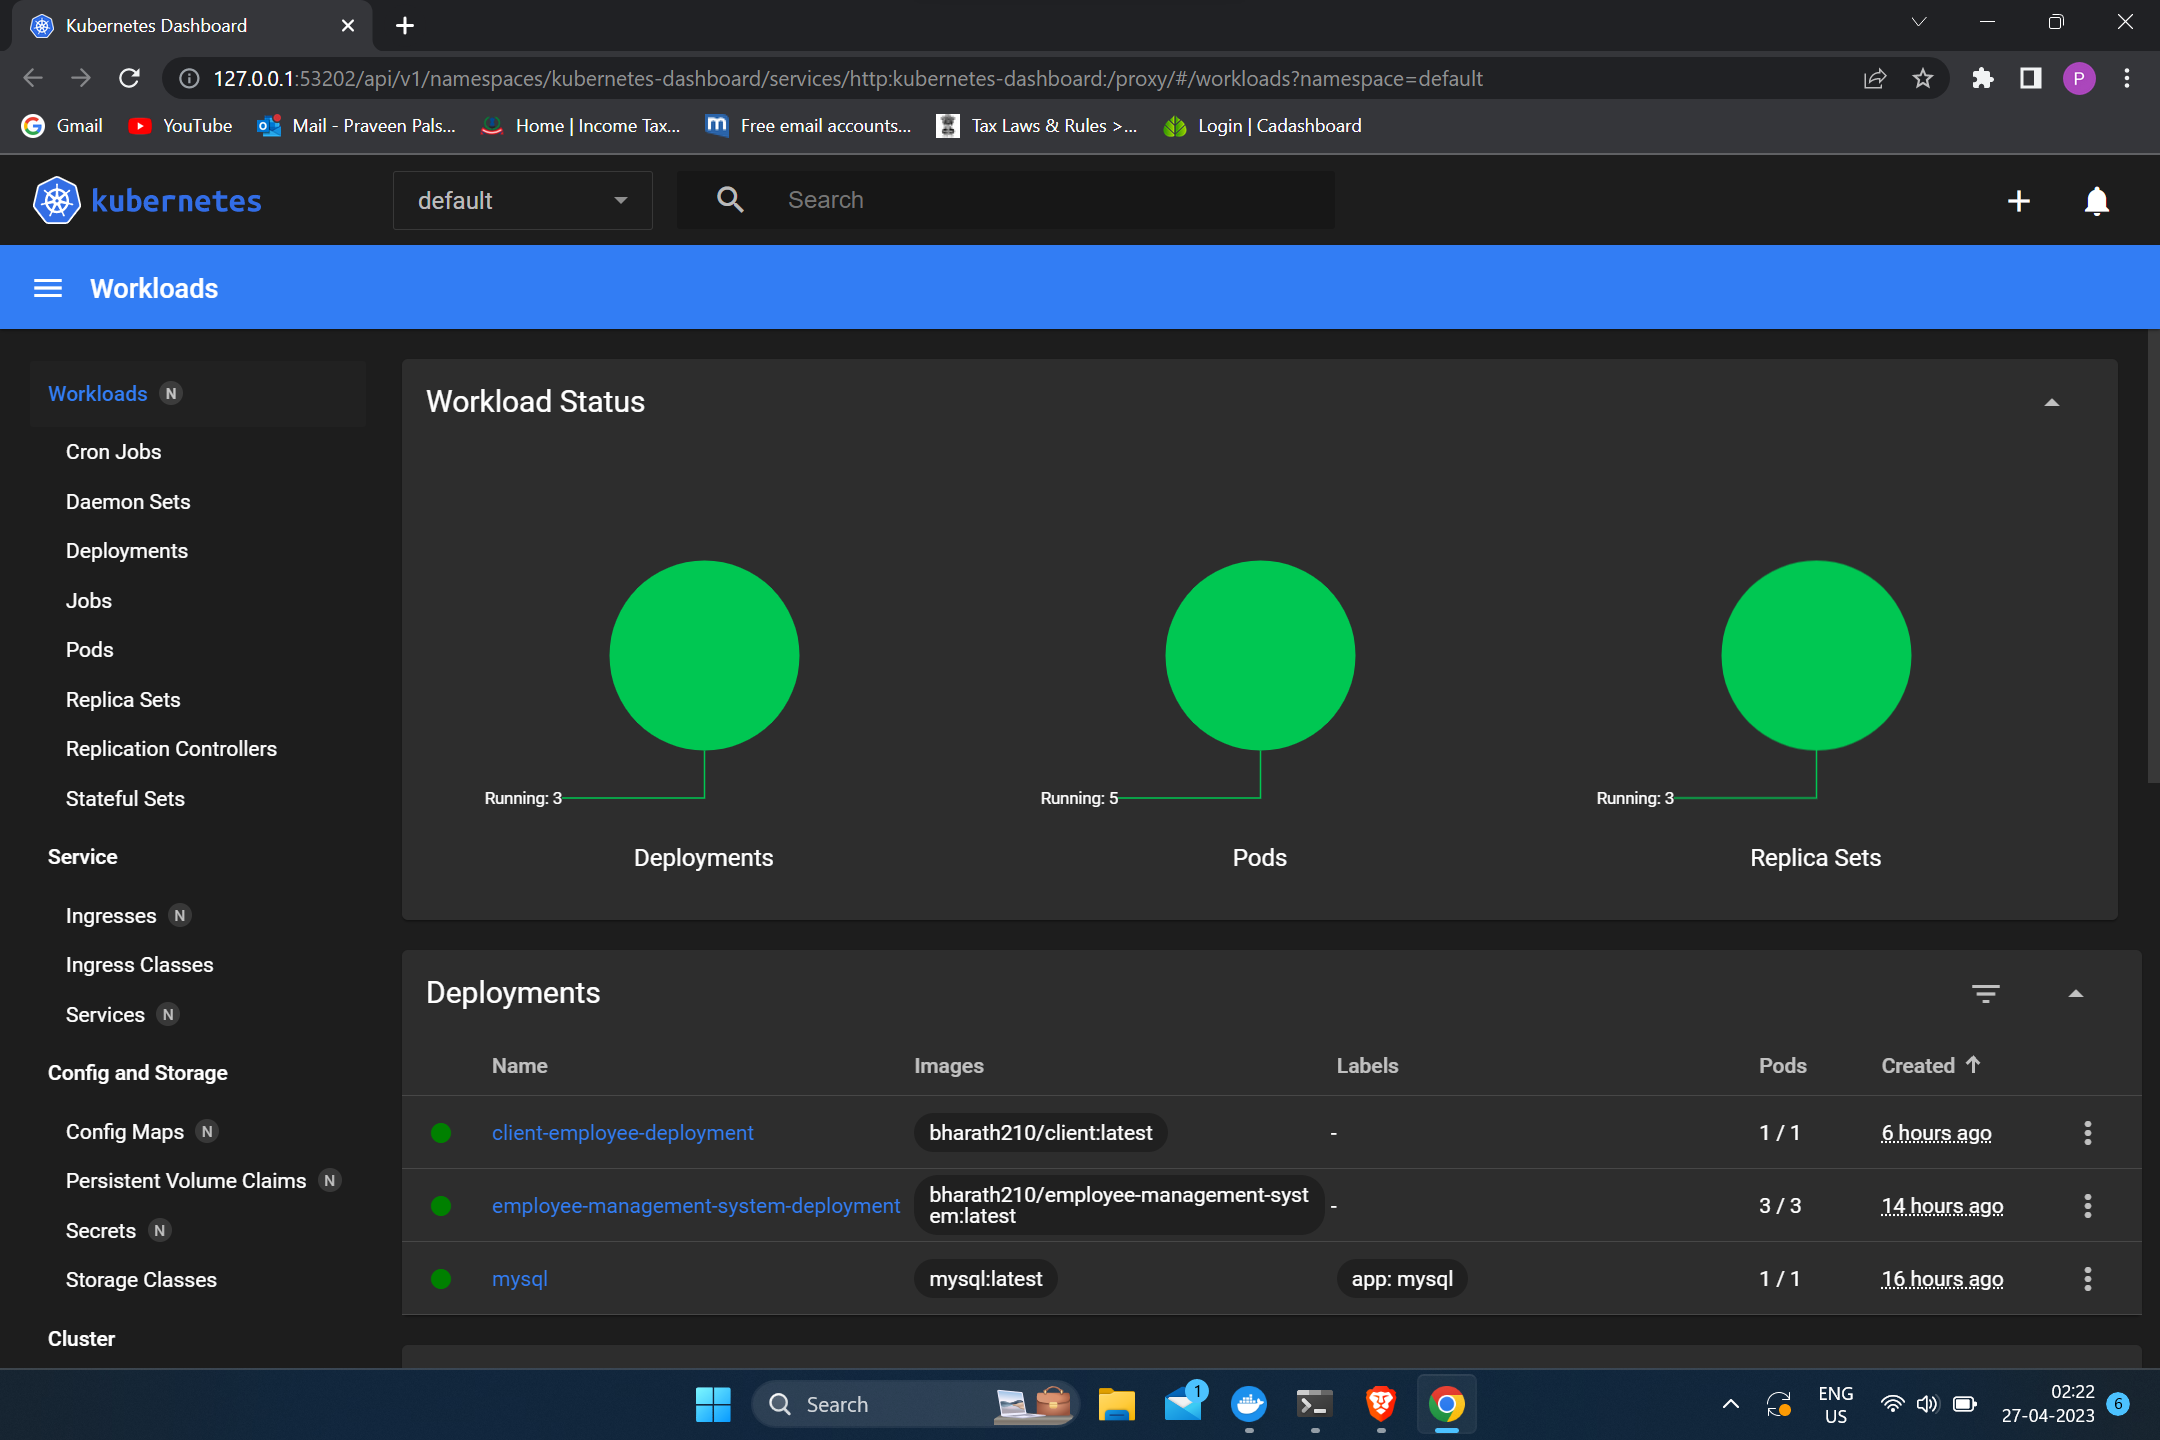 Kubernetes Dashboard
127.0.0.1:53202/api/v1/namespaces/kubernetes-dashboard/services/http:kubernetes-dashboard:/proxy/#/workloads?namespace=default
P
Gmail
YouTube
Mail - Praveen Pals...
Home | Income Tax...
Free email accounts...
Tax Laws & Rules >...
Login | Cadashboard
kubernetes
default
Search
Workloads
Workloads N
Cron Jobs
Daemon Sets
Deployments
Jobs
Pods
Replica Sets
Replication Controllers
Stateful Sets
Service
Ingresses N
Ingress Classes
Services N
Config and Storage
Config Maps N
Persistent Volume Claims N
Secrets N
Storage Classes
Cluster
Workload Status
Running: 3
Deployments
Running: 5
Pods
Running: 3
Replica Sets
Deployments
Name Images Labels Pods Created
client-employee-deployment bharath210/client:latest - 1 / 1 6 hours ago
employee-management-system-deployment bharath210/employee-management-syst
em:latest - 3 / 3 14 hours ago
mysql mysql:latest app: mysql 1 / 1 16 hours ago
Search
1
ENG
US
02:22
27-04-2023
6